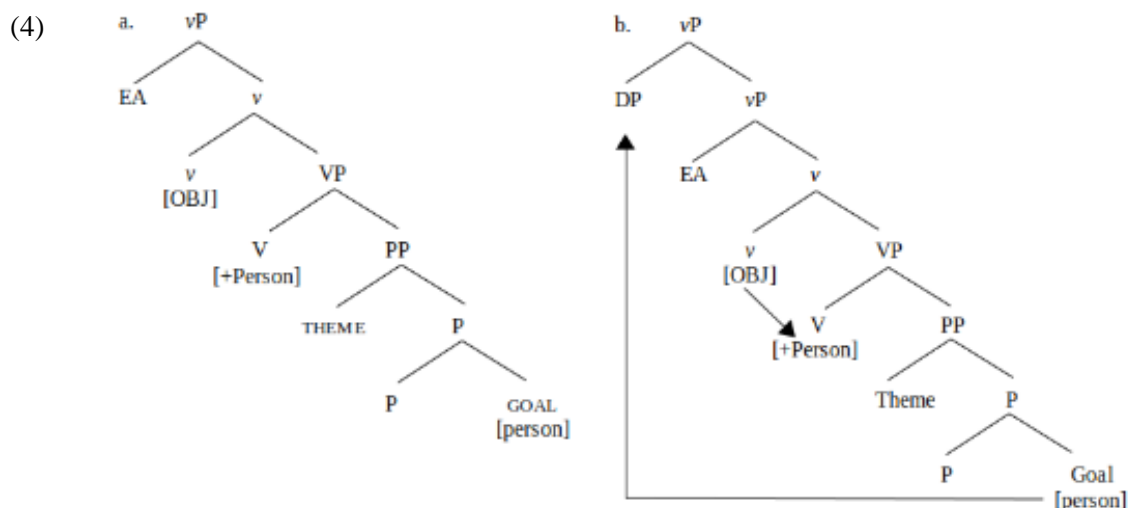 (4) a. vP b. vP
EA v DP vP
v VP EA v
[OBJ]
V PP v VP
[+Person] [OBJ]
THEME P V PP
[+Person]
P GOAL Theme P
[person]
P Goal
[person]